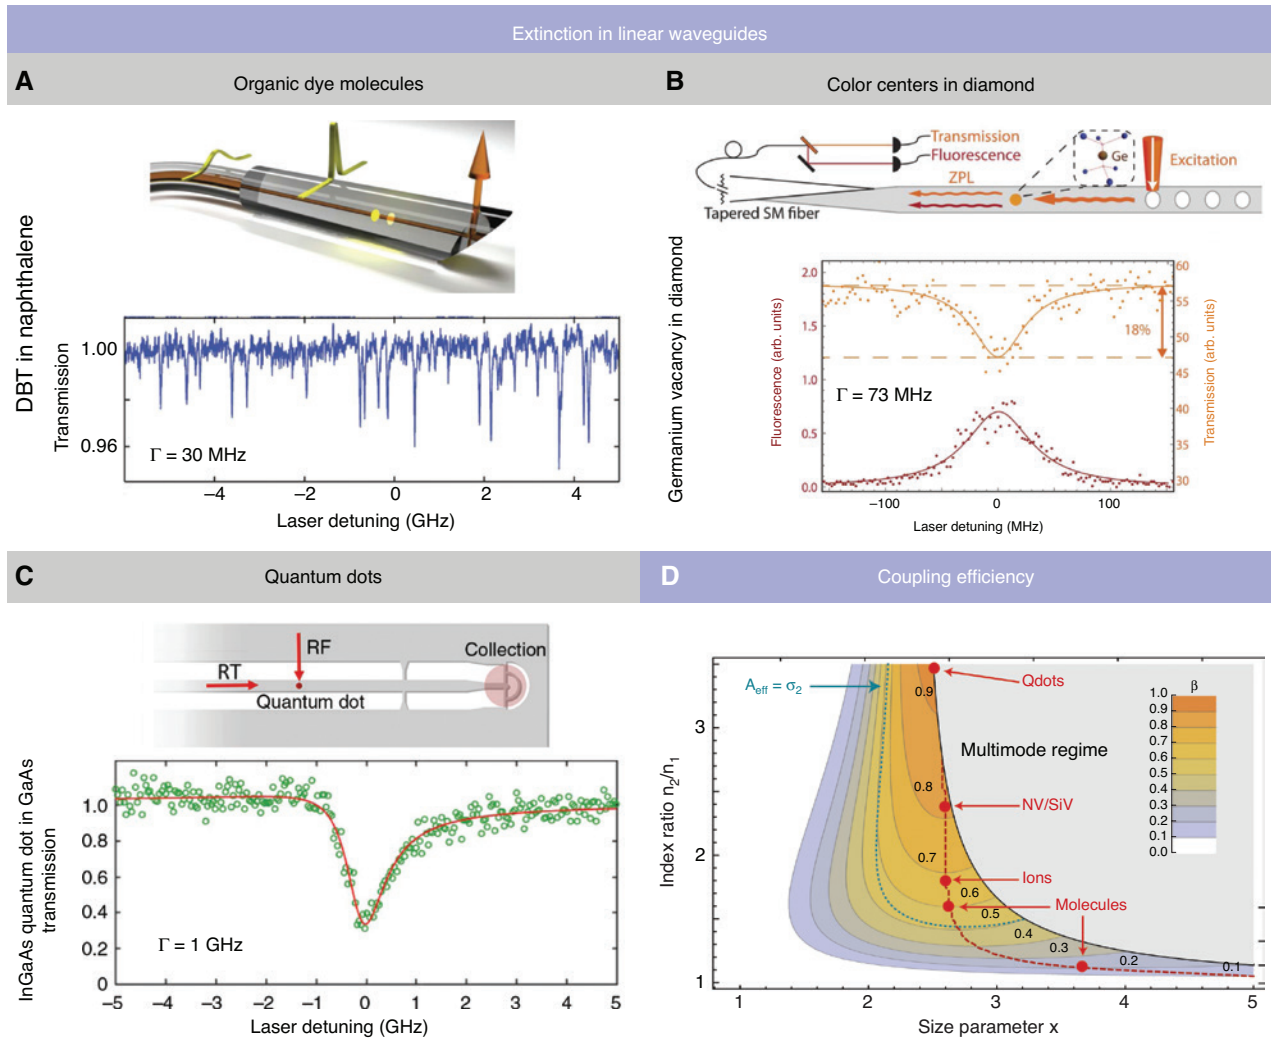 Extinction in linear waveguides
A
Organic dye molecules
B
Color centers in diamond
DBT in naphthalene
Transmission
1.00
0.96
Γ = 30 MHz
−4
−2
0
2
4
Laser detuning (GHz)
Germanium vacancy in diamond
Transmission
Fluorescence
ZPL
Ge
Excitation
Tapered SM fiber
Fluorescence (arb. units)
2.0
1.5
1.0
0.5
0.0
18%
Γ = 73 MHz
60
55
50
45
40
35
30
Transmission (arb. units)
−100
0
100
Laser detuning (MHz)
C
Quantum dots
RF
RT
Quantum dot
Collection
InGaAs quantum dot in GaAs
transmission
1.0
0.8
0.6
0.4
0.2
0
Γ = 1 GHz
−5
−4
−3
−2
−1
0
1
2
3
4
5
Laser detuning (GHz)
D
Coupling efficiency
Index ratio n2/n1
3
2
1
Aeff = σ2
0.9
Qdots
Multimode regime
0.8
NV/SiV
0.7
Ions
0.6
Molecules
0.5
0.4
0.3
0.2
0.1
β
1.0
0.9
0.8
0.7
0.6
0.5
0.4
0.3
0.2
0.1
0.0
1
2
3
4
5
Size parameter x